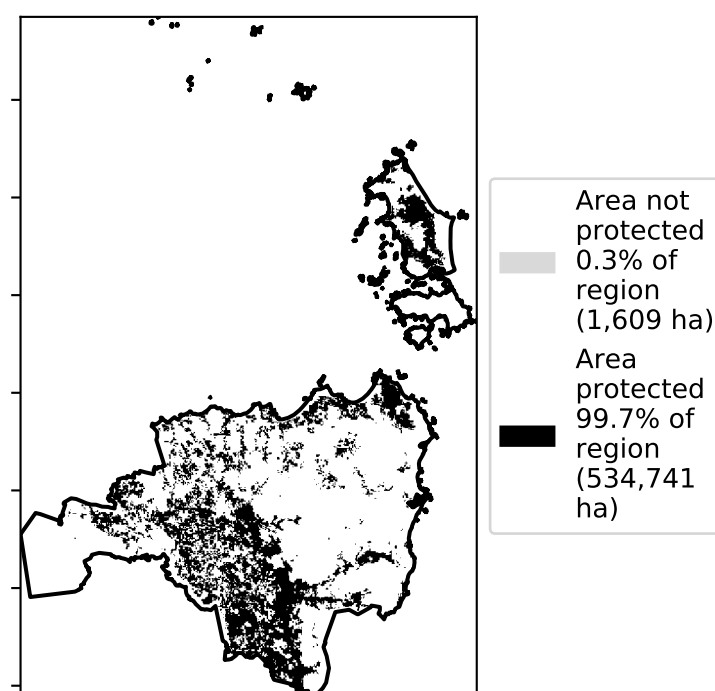 Area not
protected
0.3% of
region
(1,609 ha)
Area
protected
99.7% of
region
(534,741
ha)